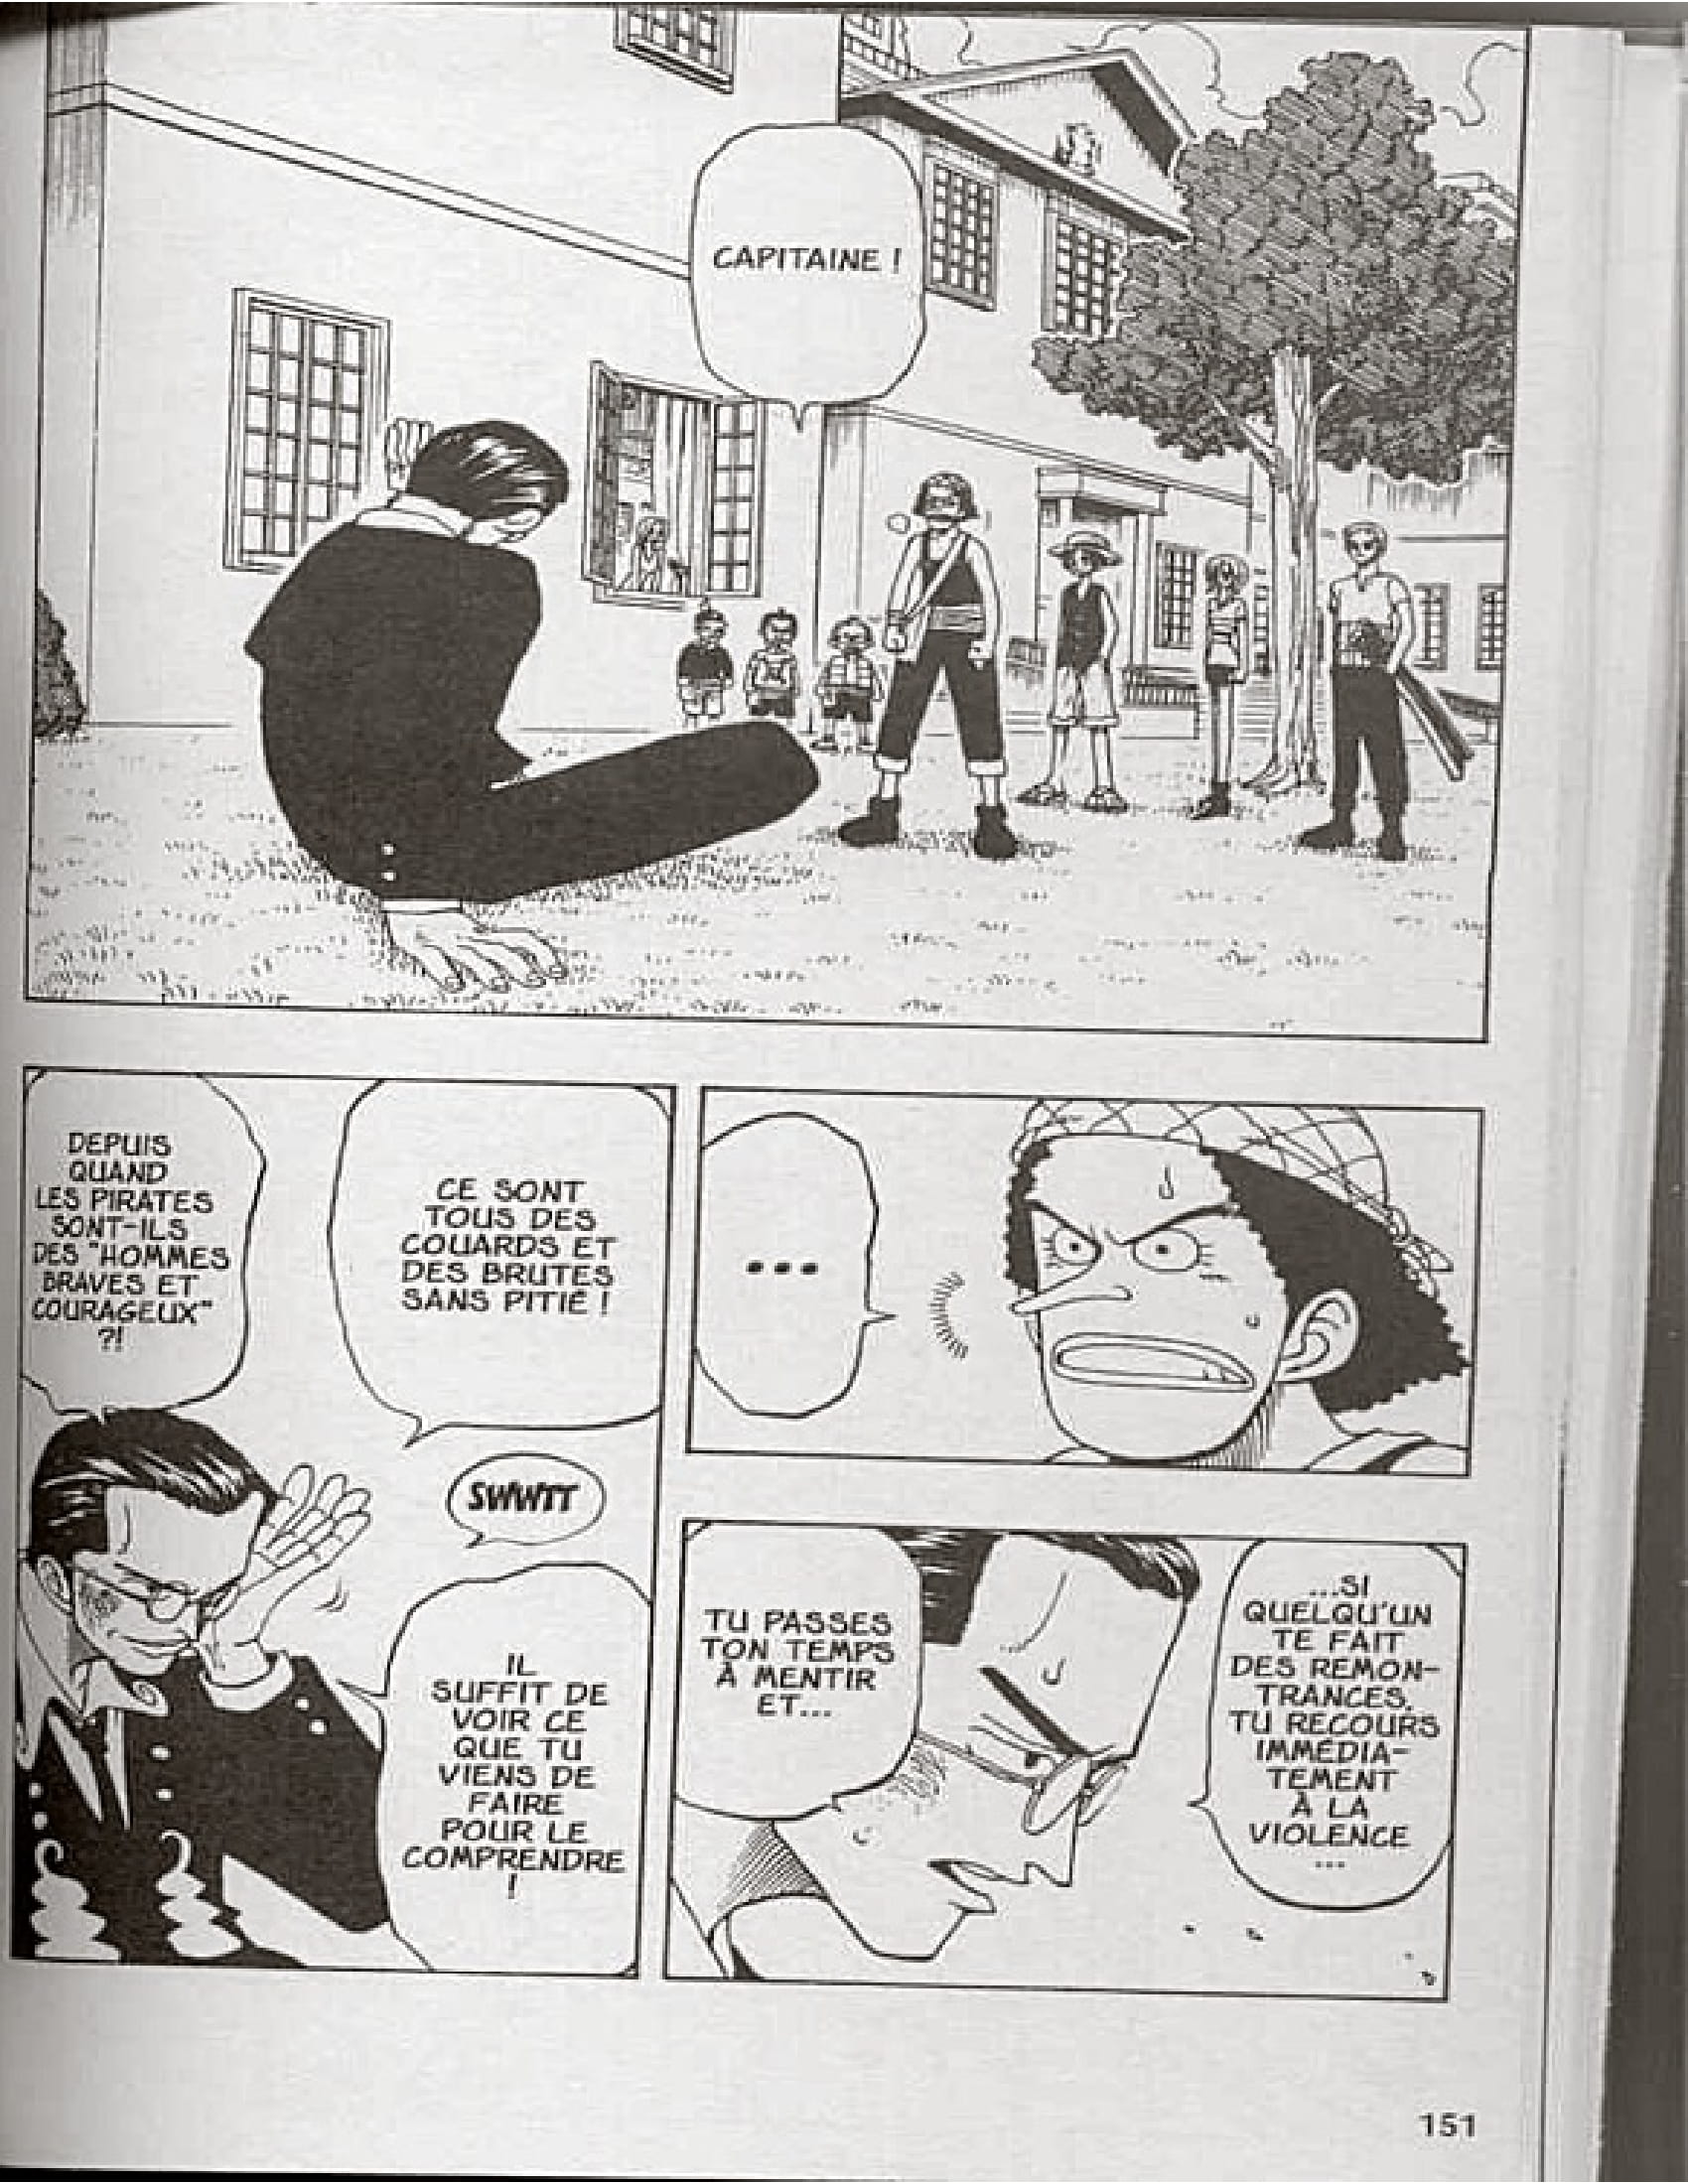 CAPITAINE !
...
...SI
QUELQU'UN
TE FAIT
DES REMON-
TRANCES,
TU RECOURS
IMMÉDIA-
TEMENT
À LA
VIOLENCE
...
TU PASSES
TON TEMPS
À MENTIR
ET...
CE SONT
TOUS DES
COUARDS ET
DES BRUTES
SANS PITIÉ !
DEPUIS
QUAND
LES PIRATES
SONT-ILS
DES "HOMMES
BRAVES ET
COURAGEUX"
?!
SWWTT
IL
SUFFIT DE
VOIR CE
QUE TU
VIENS DE
FAIRE
POUR LE
COMPRENDRE
!
151